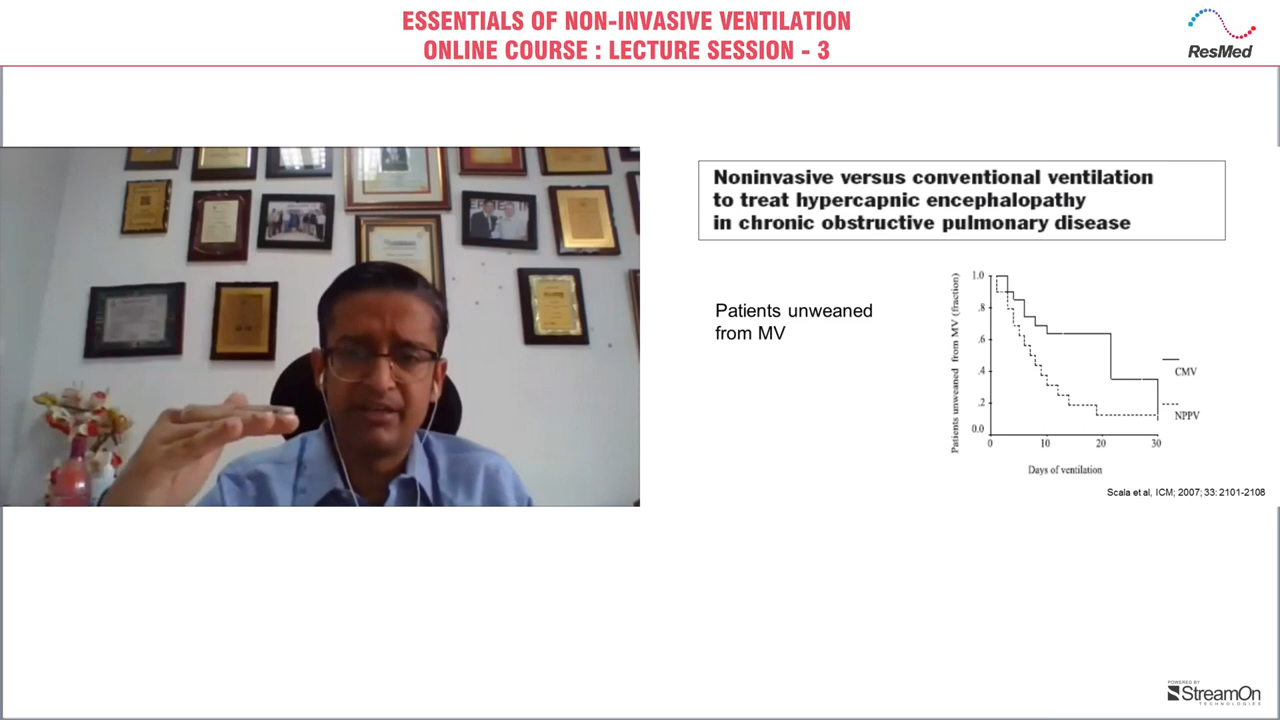 ESSENTIALS OF NON-INVASIVE VENTILATION
ONLINE COURSE : LECTURE SESSION - 3
ResMed
Noninvasive versus conventional ventilation
to treat hypercapnic encephalopathy
in chronic obstructive pulmonary disease
Patients unweaned
from MV
Patients unweaned from MV (fraction)
1.0
.8
.6
.4
.2
0.0
0 10 20 30
Days of ventilation
CMV
NPPV
Scala et al, ICM; 2007; 33: 2101-2108
POWERED BY
StreamOn
TECHNOLOGIES